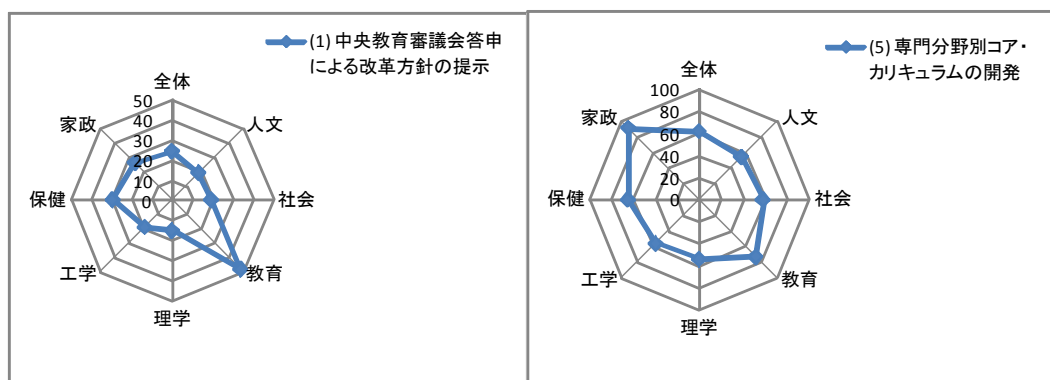 (1) 中央教育審議会答申
による改革方針の提示
全体
50
40
30
20
10
0
人文
社会
教育
理学
工学
保健
家政
(5) 専門分野別コア・
カリキュラムの開発
全体
100
80
60
40
20
0
人文
社会
教育
理学
工学
保健
家政